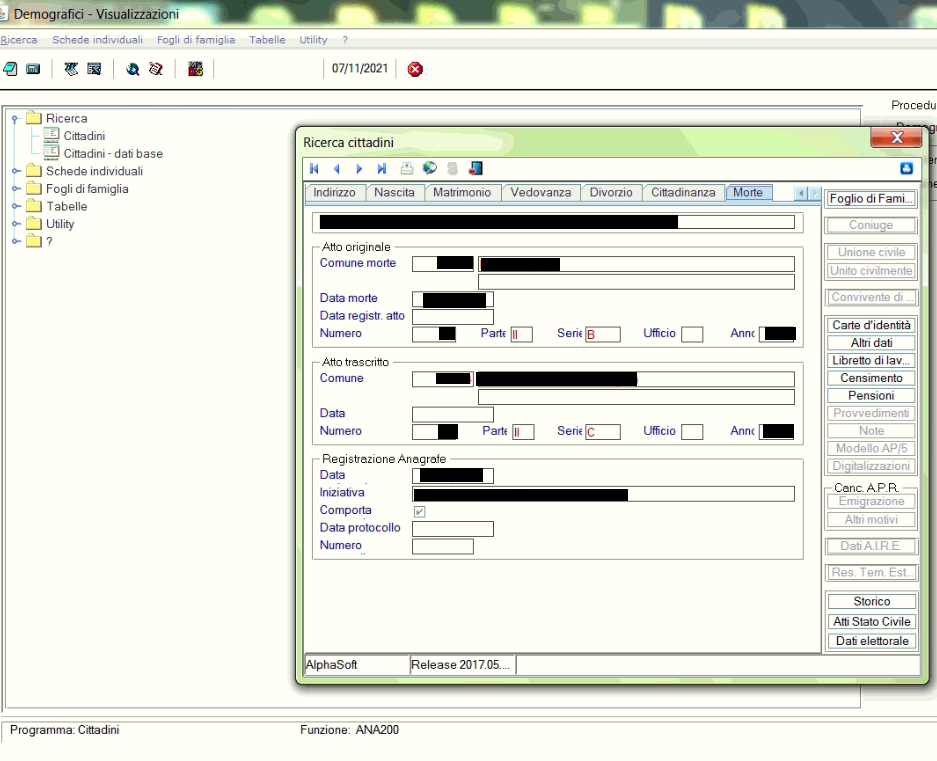 Demografici - Visualizzazioni
Ricerca Schede individuali Fogli di famiglia Tabelle Utility ?
07/11/2021
Procedu
Ricerca
Cittadini
Cittadini - dati base
Schede individuali
Fogli di famiglia
Tabelle
Utility
?
Ricerca cittadini
X
Indirizzo Nascita Matrimonio Vedovanza Divorzio Cittadinanza Morte
Atto originale
Comune morte
Data morte
Data registr. atto
Numero Parte II Serie B Ufficio Annc
Atto trascritto
Comune
Data
Numero Parte II Serie C Ufficio Annc
Registrazione Anagrafe
Data
Iniziativa
Comporta
Data protocollo
Numero
Foglio di Fami...
Coniuge
Unione civile
Unito civilmente
Convivente di ...
Carte d'identità
Altri dati
Libretto di lav...
Censimento
Pensioni
Provvedimenti
Note
Modello AP/5
Digitalizzazioni
Canc. A.P.R.
Emigrazione
Altri motivi
Dati A.I.R.E.
Res. Tem. Est...
Storico
Atti Stato Civile
Dati elettorale
AlphaSoft Release 2017.05....
Programma: Cittadini Funzione: ANA200